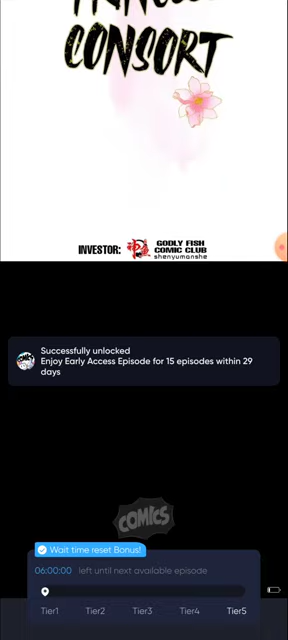 CONSORT
INVESTOR:
GODLY FISH
COMIC CLUB
shenyumanshe
Successfully unlocked
Enjoy Early Access Episode for 15 episodes within 29
days
COMICS
Wait time reset Bonus!
06:00:00 left until next available episode
Tier1 Tier2 Tier3 Tier4 Tier5